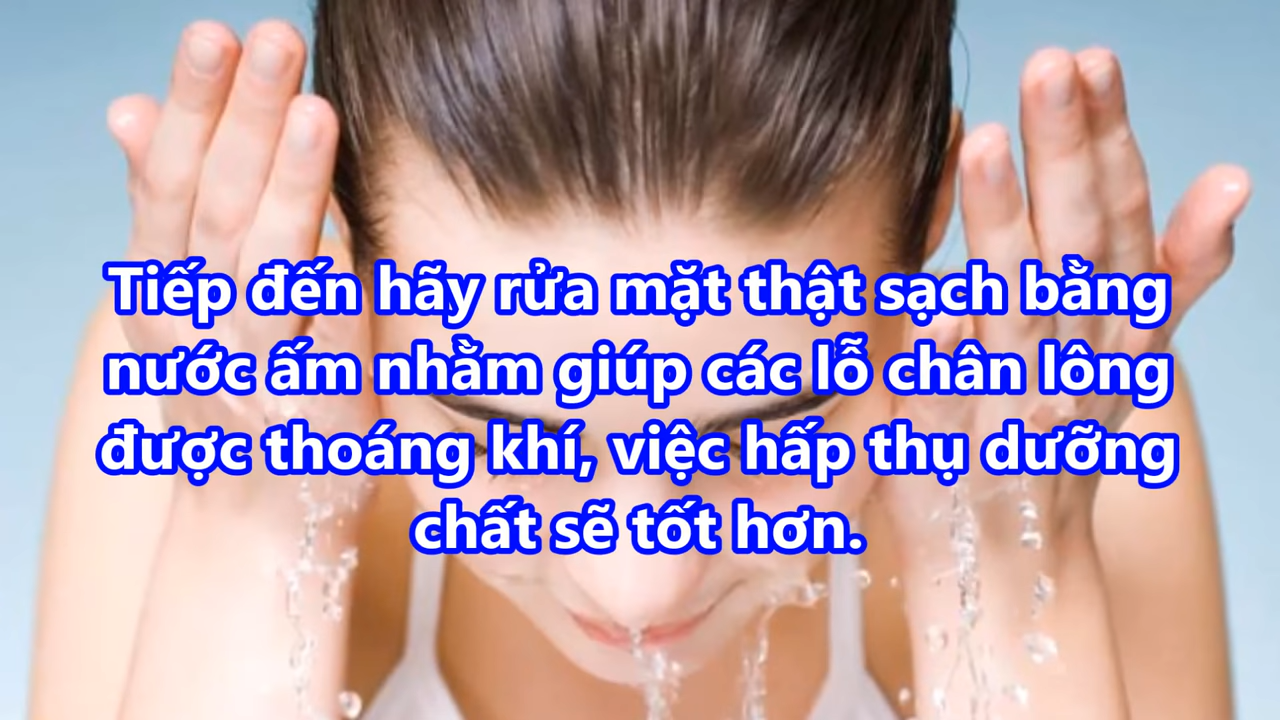 Tiếp đến hãy rửa mặt thật sạch bằng
nước ấm nhằm giúp các lỗ chân lông
được thoáng khí, việc hấp thụ dưỡng
chất sẽ tốt hơn.